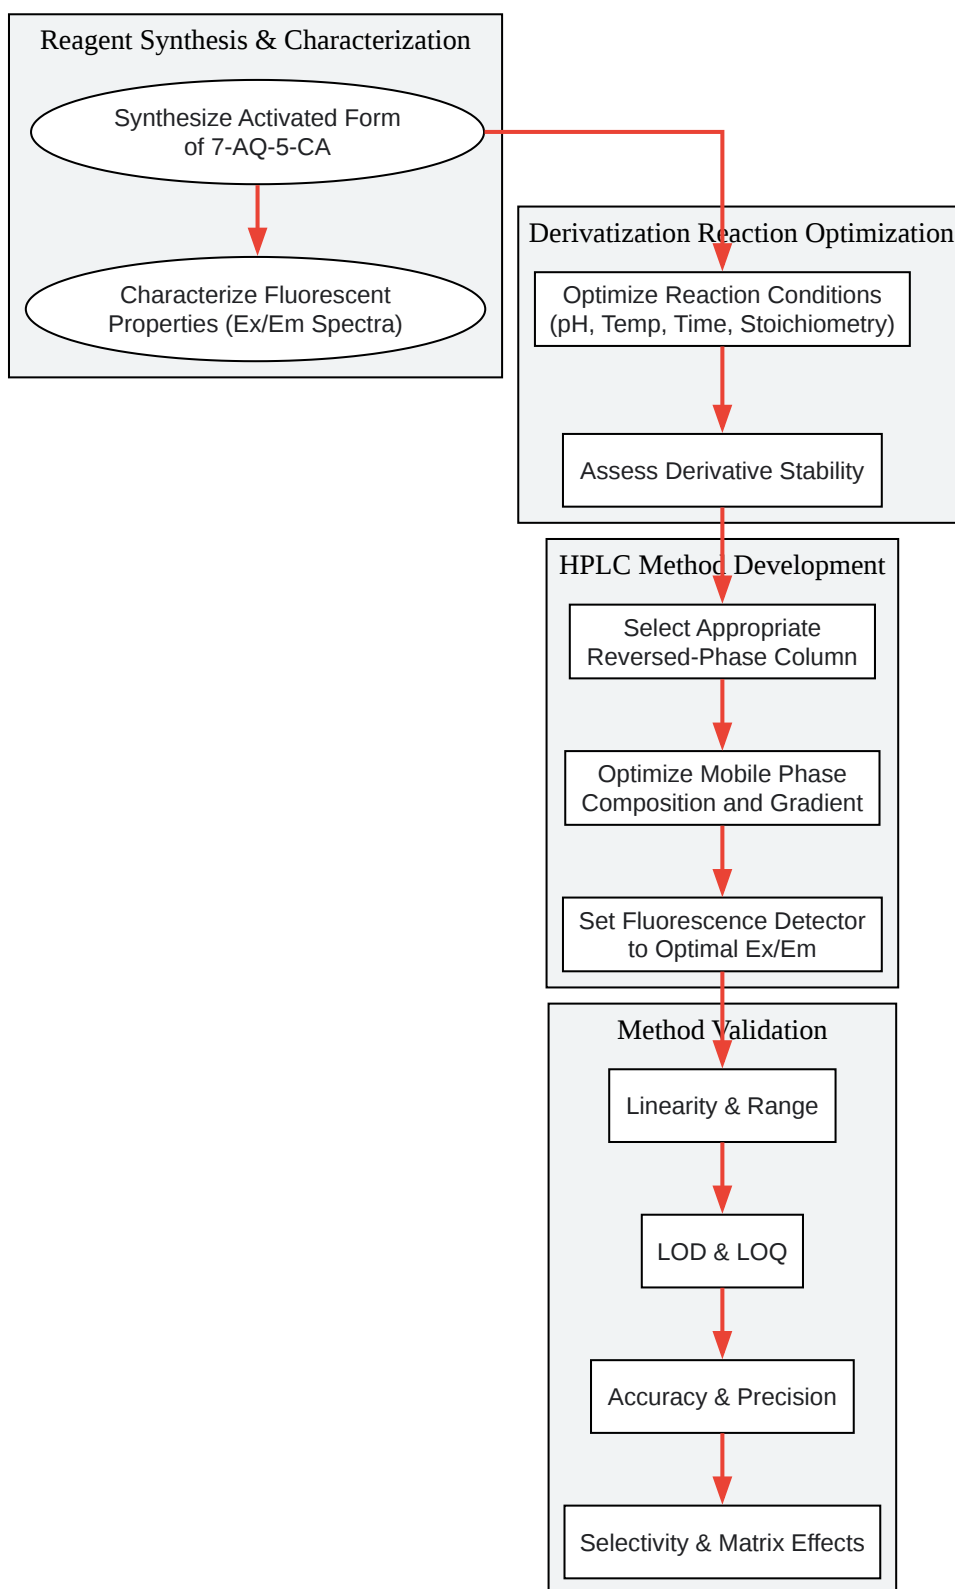 Reagent Synthesis & Characterization
Synthesize Activated Form
of 7-AQ-5-CA
Characterize Fluorescent
Properties (Ex/Em Spectra)
Derivatization Reaction Optimization
Optimize Reaction Conditions
(pH, Temp, Time, Stoichiometry)
Assess Derivative Stability
HPLC Method Development
Select Appropriate
Reversed-Phase Column
Optimize Mobile Phase
Composition and Gradient
Set Fluorescence Detector
to Optimal Ex/Em
Method Validation
Linearity & Range
LOD & LOQ
Accuracy & Precision
Selectivity & Matrix Effects